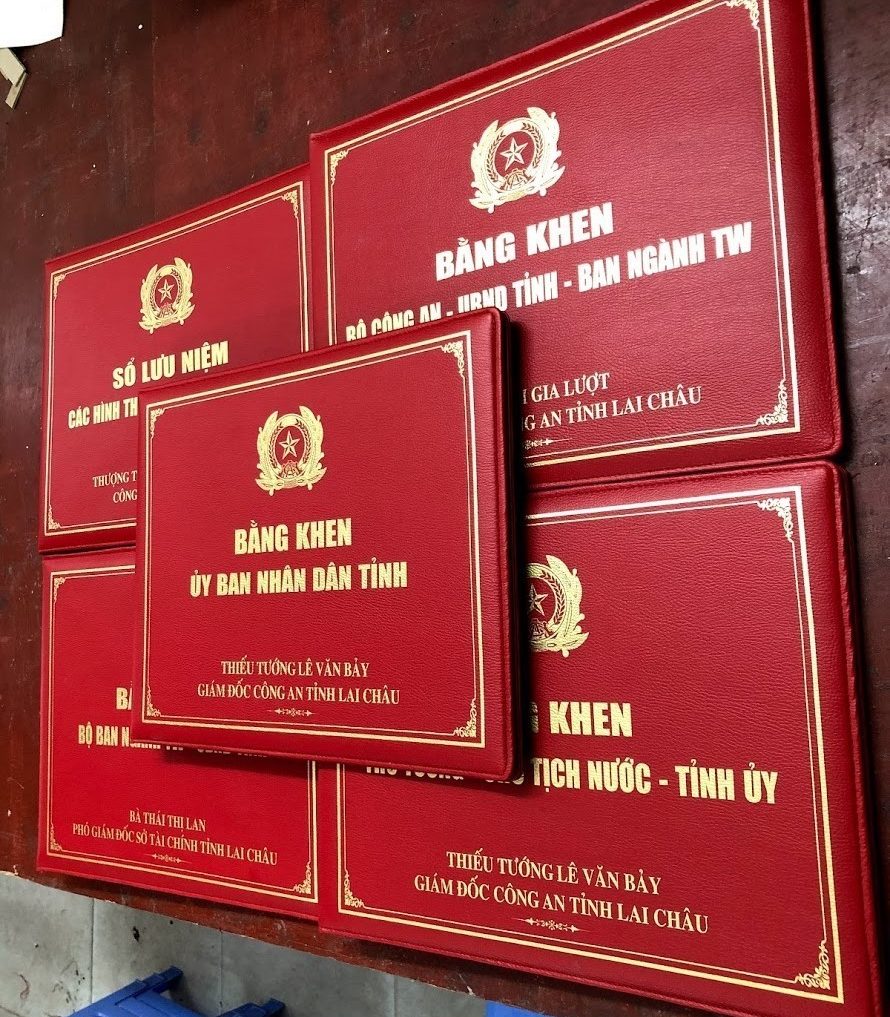 SỔ LƯU NIỆM
CÁC HÌNH
THƯỢNG
CÔNG
BẰNG KHEN
BỘ CÔNG AN - UBND TỈNH - BAN NGÀNH TW
GIA LƯỢT
AN TỈNH LAI CHÂU
BẰNG KHEN
ỦY BAN NHÂN DÂN TỈNH
THIẾU TƯỚNG LÊ VĂN BẢY
GIÁM ĐỐC CÔNG AN TỈNH LAI CHÂU
BỘ BAN
BÀ THÁI THỊ LAN
PHÓ GIÁM ĐỐC SỞ TÀI CHÍNH TỈNH LAI CHÂU
KHEN
TỊCH NƯỚC - TỈNH ỦY
THIẾU TƯỚNG LÊ VĂN BẢY
GIÁM ĐỐC CÔNG AN TỈNH LAI CHÂU